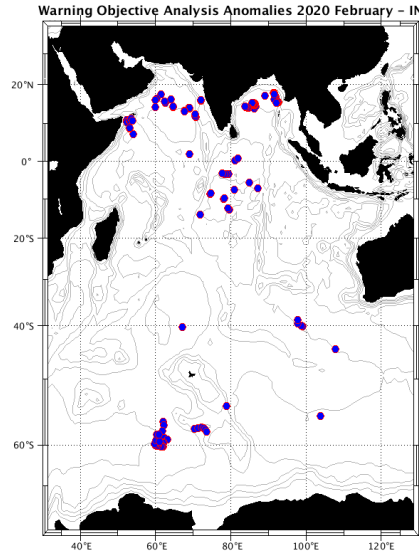 Warning Objective Analysis Anomalies 2020 February – IN
20°N
0°
20°S
40°S
60°S
40°E
60°E
80°E
100°E
120°E